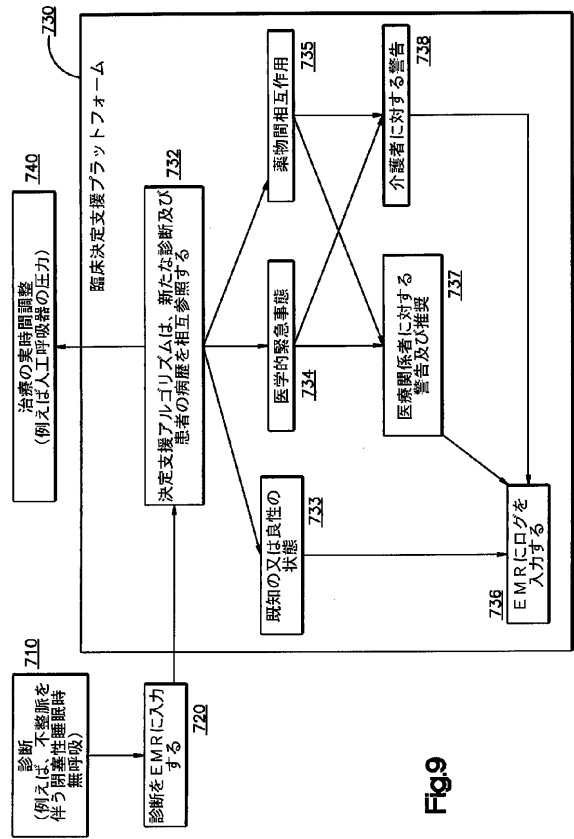 710
診断
(例えば、不整脈を
伴う閉塞性睡眠時
無呼吸)
診断をEMRに入力
する
720
治療の実時間調整
(例えば人工呼吸器の圧力)
740
730
臨床決定支援プラットフォーム
決定支援アルゴリズムは、新たな診断及び
患者の病歴を相互参照する
732
既知の又は良性の
状態
733
医学的緊急事態
734
薬物間相互作用
735
医療関係者に対する
警告及び推奨
737
介護者に対する警告
738
736
EMRにログを
入力する
Fig.9